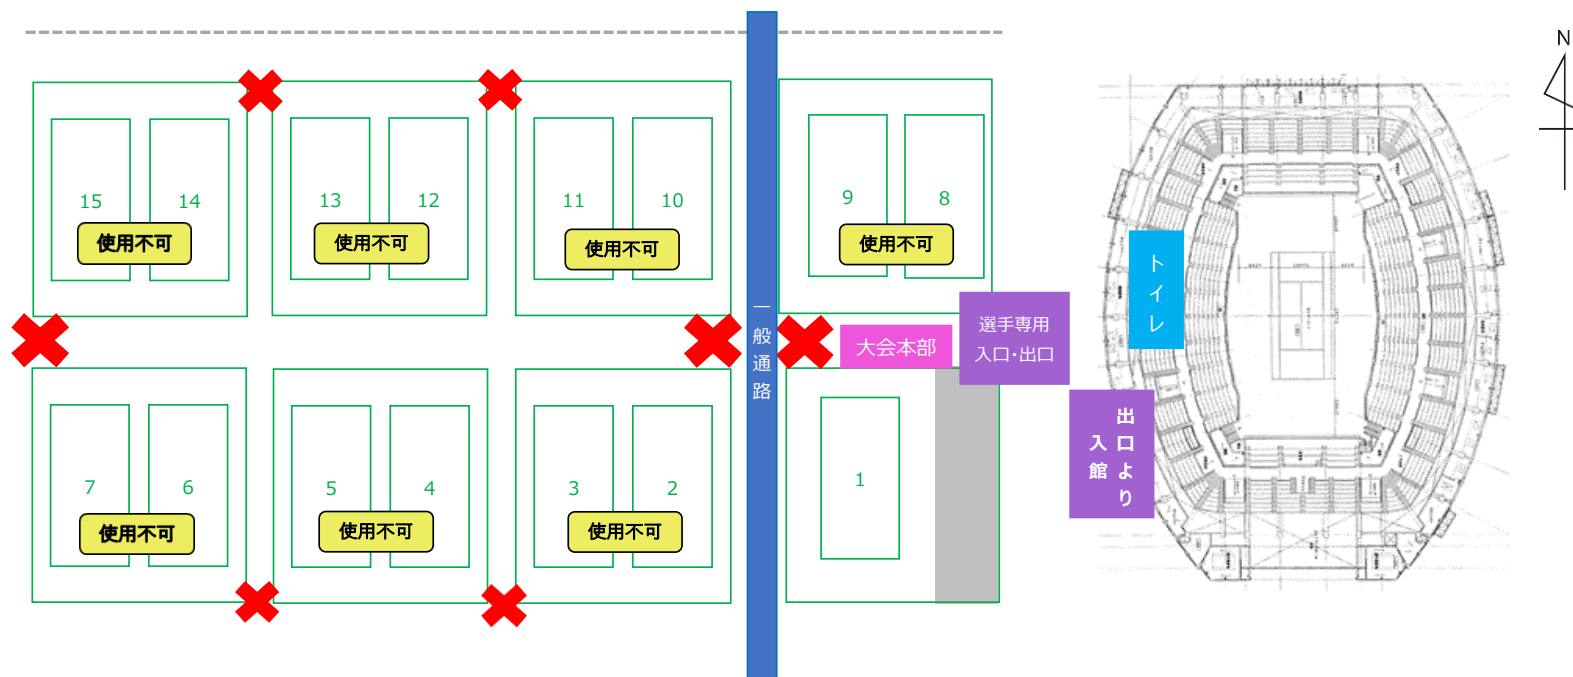 N
15
14
13
12
11
10
9
8
使用不可
使用不可
使用不可
使用不可
一般通路
大会本部
選手専用
入口・出口
トイレ
出口より
入館
7
6
5
4
3
2
1
使用不可
使用不可
使用不可